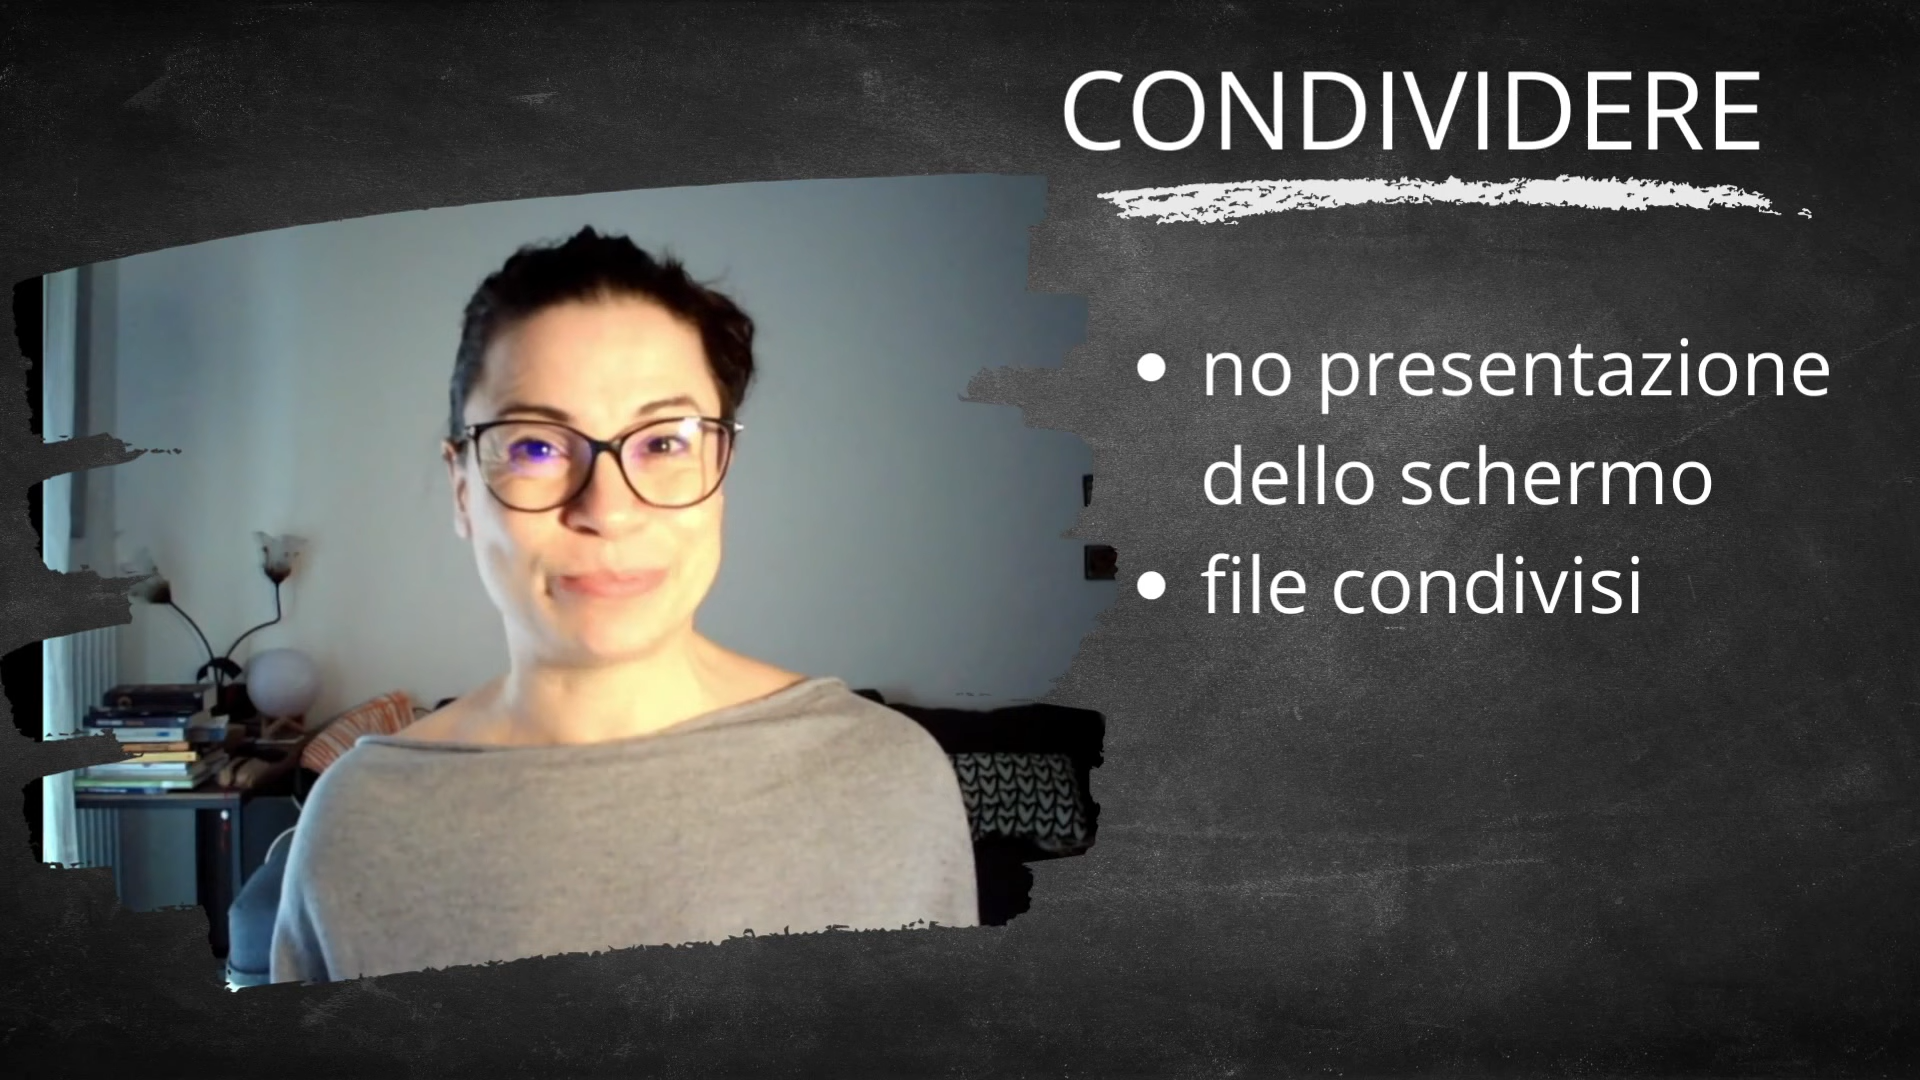 CONDIVIDERE
• no presentazione
dello schermo
• file condivisi